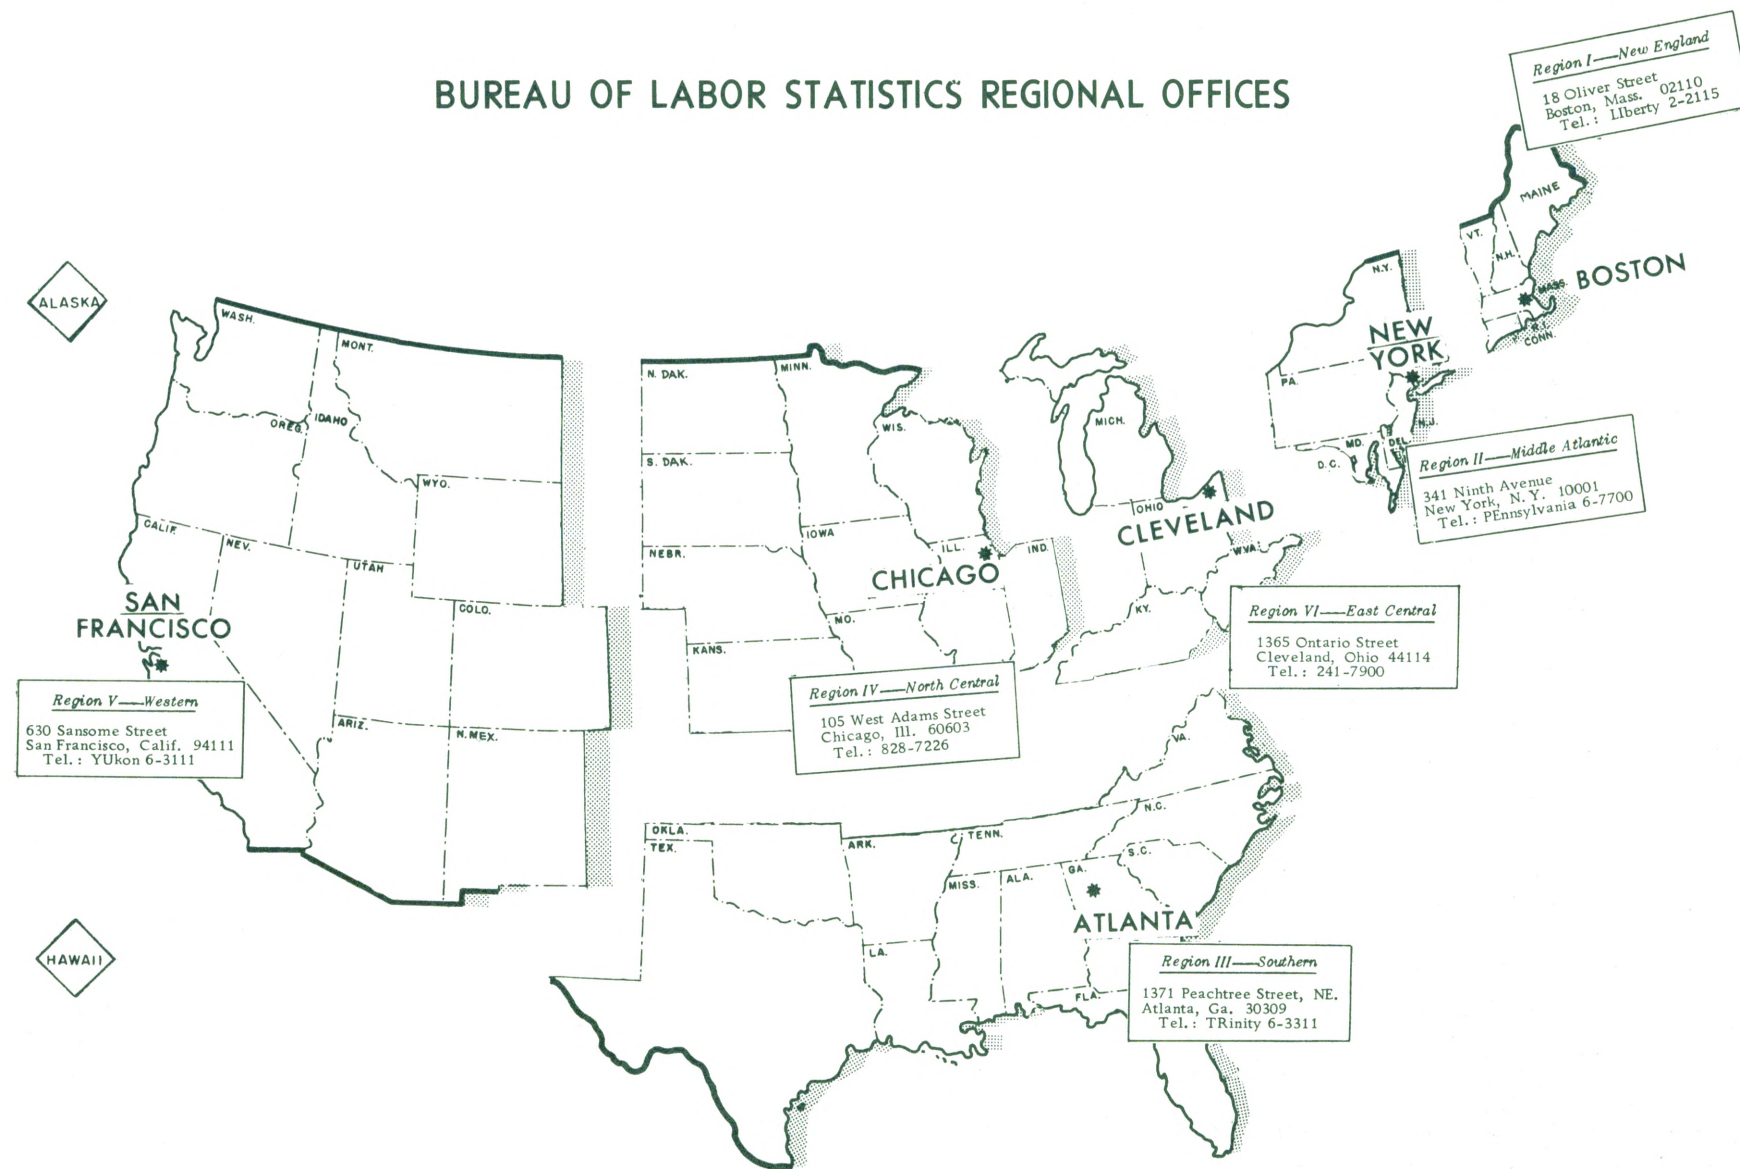 BUREAU OF LABOR STATISTICS REGIONAL OFFICES
Region I—New England
18 Oliver Street
Boston, Mass. 02110
Tel.: LIberty 2-2115
MAINE
VT.
N.H.
MASS.
BOSTON
R.I.
CONN.
N.Y.
NEW
YORK
PA.
N.J.
MD.
DEL.
D.C.
Region II—Middle Atlantic
341 Ninth Avenue
New York, N.Y. 10001
Tel.: PEnnsylvania 6-7700
ALASKA
WASH.
MONT.
OREG.
IDAHO
WYO.
CALIF.
NEV.
UTAH
COLO.
SAN
FRANCISCO
ARIZ.
N.MEX.
Region V—Western
630 Sansome Street
San Francisco, Calif. 94111
Tel.: YUkon 6-3111
N. DAK.
MINN.
S. DAK.
WIS.
IOWA
NEBR.
ILL.
IND.
CHICAGO
MO.
KANS.
Region IV—North Central
105 West Adams Street
Chicago, Ill. 60603
Tel.: 828-7226
MICH.
OHIO
CLEVELAND
W.VA.
KY.
Region VI—East Central
1365 Ontario Street
Cleveland, Ohio 44114
Tel.: 241-7900
VA.
N.C.
TENN.
S.C.
OKLA.
TEX.
ARK.
MISS.
ALA.
GA.
ATLANTA
LA.
FLA.
Region III—Southern
1371 Peachtree Street, NE.
Atlanta, Ga. 30309
Tel.: TRinity 6-3311
HAWAII